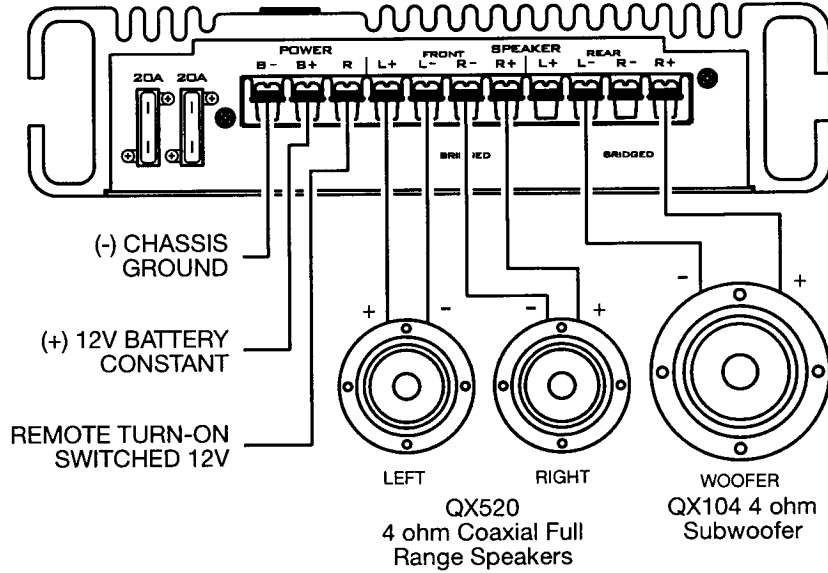 POWER FRONT SPEAKER REAR
B- B+ R L+ L- R- R+ L+ L- R- R+
20A 20A
BRIDGED BRIDGED
(-) CHASSIS
GROUND
(+) 12V BATTERY
CONSTANT
REMOTE TURN-ON
SWITCHED 12V
+ - - + - +
LEFT RIGHT WOOFER
QX520
4 ohm Coaxial Full
Range Speakers
QX104 4 ohm
Subwoofer